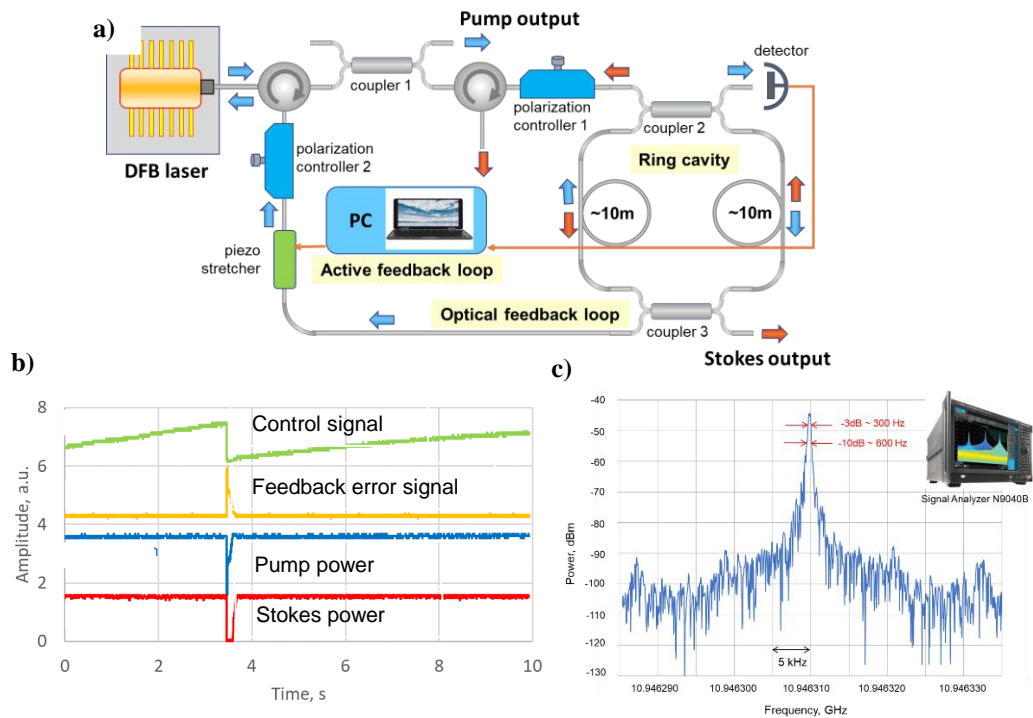 a)
Pump output
detector
coupler 1
polarization
controller 1
coupler 2
DFB laser
polarization
controller 2
Ring cavity
~10m
~10m
PC
piezo
stretcher
Active feedback loop
Optical feedback loop
coupler 3
Stokes output
b)
8
6
4
2
0
Amplitude, a.u.
Control signal
Feedback error signal
Pump power
Stokes power
0 2 4 6 8 10
Time, s
c)
-40
-50
-60
-70
-80
-90
-100
-110
-120
-130
Power, dBm
-3dB ~ 300 Hz
-10dB ~ 600 Hz
Signal Analyzer N9040B
5 kHz
10.946290 10.946300 10.946310 10.946320 10.946330
Frequency, GHz